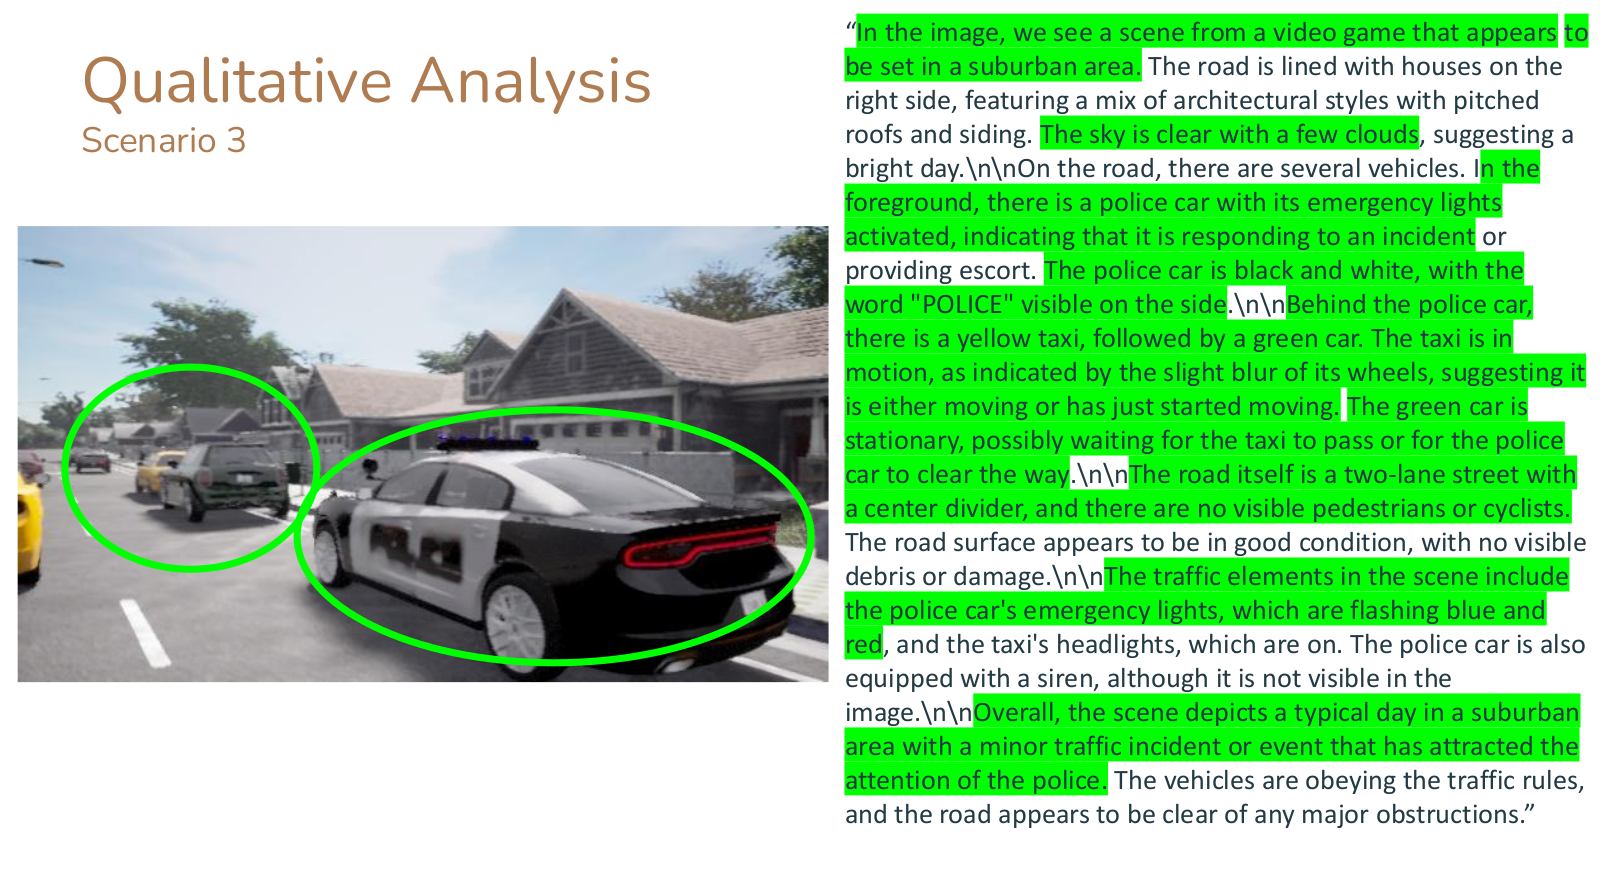 Qualitative Analysis
Scenario 3
“In the image, we see a scene from a video game that appears to
be set in a suburban area. The road is lined with houses on the
right side, featuring a mix of architectural styles with pitched
roofs and siding. The sky is clear with a few clouds, suggesting a
bright day.\n\nOn the road, there are several vehicles. In the
foreground, there is a police car with its emergency lights
activated, indicating that it is responding to an incident or
providing escort. The police car is black and white, with the
word "POLICE" visible on the side.\n\nBehind the police car,
there is a yellow taxi, followed by a green car. The taxi is in
motion, as indicated by the slight blur of its wheels, suggesting it
is either moving or has just started moving. The green car is
stationary, possibly waiting for the taxi to pass or for the police
car to clear the way.\n\nThe road itself is a two-lane street with
a center divider, and there are no visible pedestrians or cyclists.
The road surface appears to be in good condition, with no visible
debris or damage.\n\nThe traffic elements in the scene include
the police car's emergency lights, which are flashing blue and
red, and the taxi's headlights, which are on. The police car is also
equipped with a siren, although it is not visible in the
image.\n\nOverall, the scene depicts a typical day in a suburban
area with a minor traffic incident or event that has attracted the
attention of the police. The vehicles are obeying the traffic rules,
and the road appears to be clear of any major obstructions.”